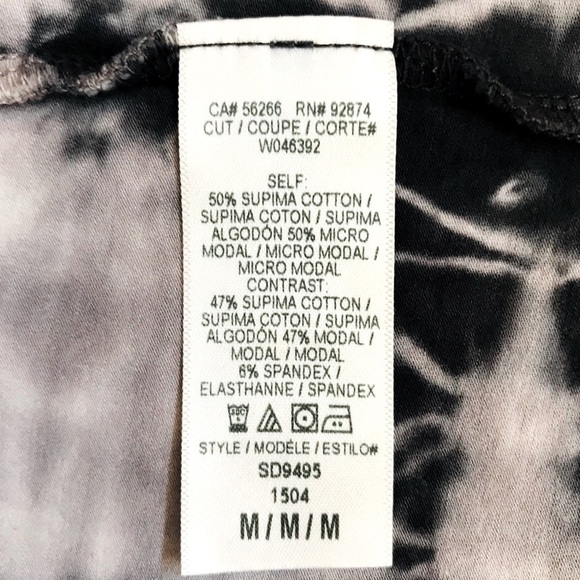 CA# 56266 RN# 92874
CUT / COUPE / CORTE#
W046392
SELF:
50% SUPIMA COTTON /
SUPIMA COTON / SUPIMA
ALGODÓN 50% MICRO
MODAL / MICRO MODAL /
MICRO MODAL
CONTRAST:
47% SUPIMA COTTON /
SUPIMA COTON / SUPIMA
ALGODÓN 47% MODAL /
MODAL / MODAL
6% SPANDEX /
ELASTHANNE / SPANDEX
STYLE / MODÈLE / ESTILO#
SD9495
1504
M / M / M